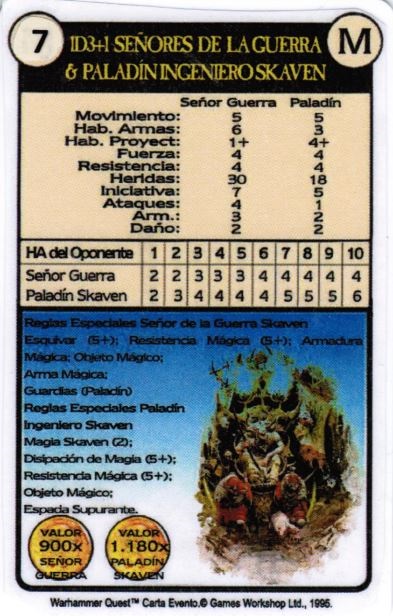 7
1D3+1 SEÑORES DE LA GUERRA
& PALADÍN INGENIERO SKAVEN
M
Señor Guerra Paladín
Movimiento: 5 5
Hab. Armas: 6 3
Hab. Proyect: 1+ 4+
Fuerza: 4 4
Resistencia: 4 4
Heridas: 30 18
Iniciativa: 7 5
Ataques: 4 1
Arm.: 3 2
Daño: 2 2
HA del Oponente 1 2 3 4 5 6 7 8 9 10
Señor Guerra 2 2 3 3 3 4 4 4 4 4
Paladín Skaven 2 3 4 4 4 4 5 5 5 6
Reglas Especiales Señor de la Guerra Skaven
Esquivar (5+); Resistencia Mágica (5+); Armadura
Mágica; Objeto Mágico;
Arma Mágica;
Guardias (Paladín)
Reglas Especiales Paladín
Ingeniero Skaven
Magia Skaven (2);
Disipación de Magia (5+);
Resistencia Mágica (5+);
Objeto Mágico;
Espada Supurante.
VALOR
900x
SEÑOR
GUERRA
VALOR
1.180x
PALADÍN
SKAVEN
Warhammer Quest™ Carta Evento.© Games Workshop Ltd., 1995.